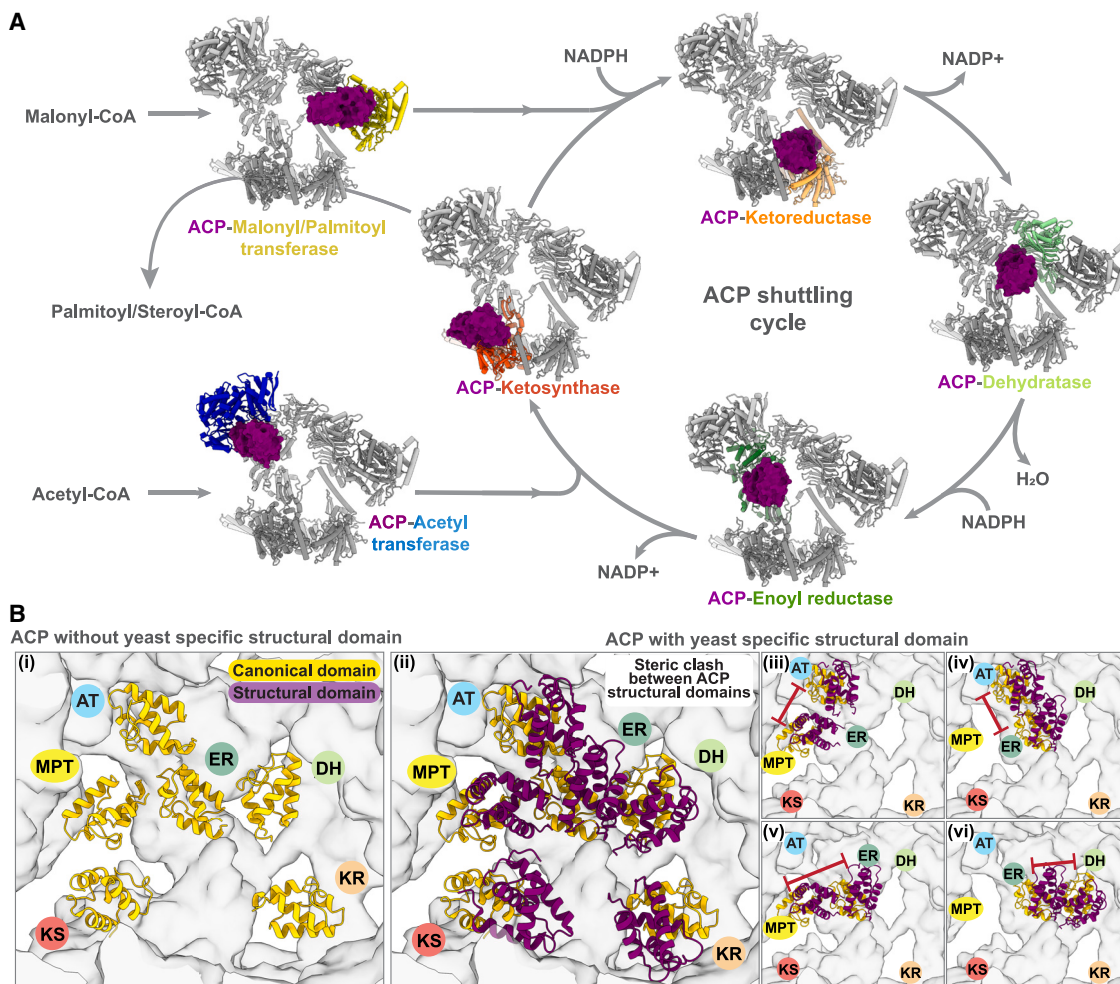 A
Malonyl-CoA
NADPH
NADP+
ACP-Malonyl/Palmitoyl
transferase
ACP-Ketoreductase
Palmitoyl/Steroyl-CoA
ACP shuttling
cycle
ACP-Ketosynthase
ACP-Dehydratase
Acetyl-CoA
ACP-Acetyl
transferase
H₂O
NADPH
NADP+
ACP-Enoyl reductase
B
ACP without yeast specific structural domain
ACP with yeast specific structural domain
(i)
Canonical domain
Structural domain
AT
MPT
ER
DH
KS
KR
(ii)
Steric clash
between ACP
structural domains
AT
ER
MPT
DH
KS
KR
(iii)
AT
DH
ER
MPT
KS
KR
(iv)
AT
DH
MPT
ER
KS
KR
(v)
AT
ER
DH
MPT
KS
KR
(vi)
AT
ER
DH
MPT
KS
KR